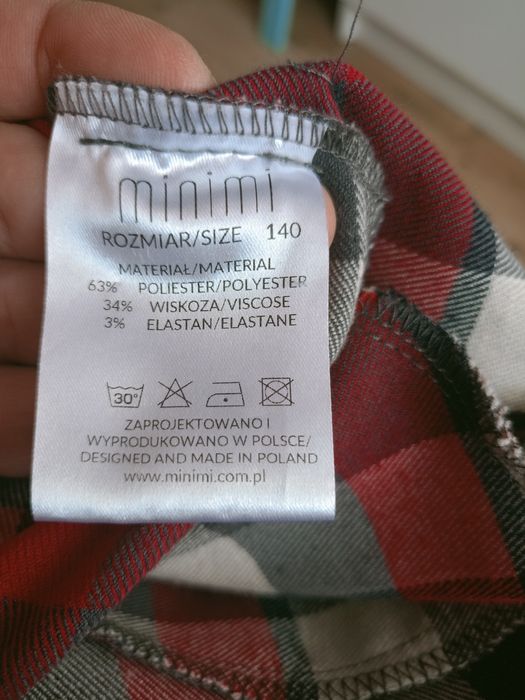 minimi
ROZMIAR/SIZE 140
MATERIAŁ/MATERIAL
63% POLIESTER/POLYESTER
34% WISKOZA/VISCOSE
3% ELASTAN/ELASTANE
30°
ZAPROJEKTOWANO I
WYPRODUKOWANO W POLSCE/
DESIGNED AND MADE IN POLAND
www.minimi.com.pl